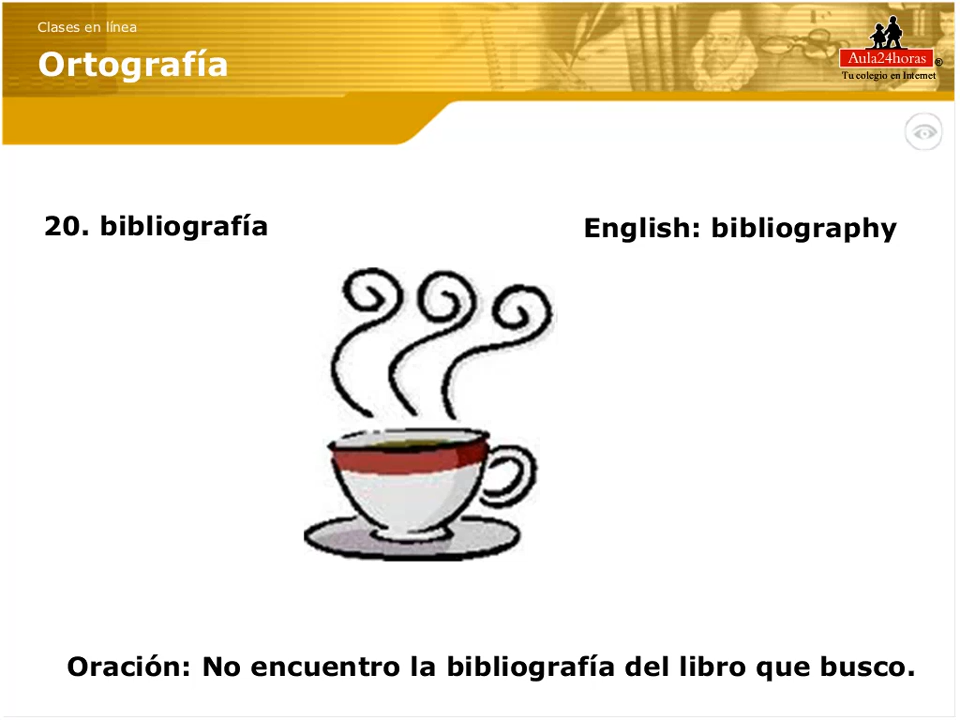 Clases en línea
Ortografía
Aula24horas ®
Tu colegio en Internet
20. bibliografía
English: bibliography
Oración: No encuentro la bibliografía del libro que busco.